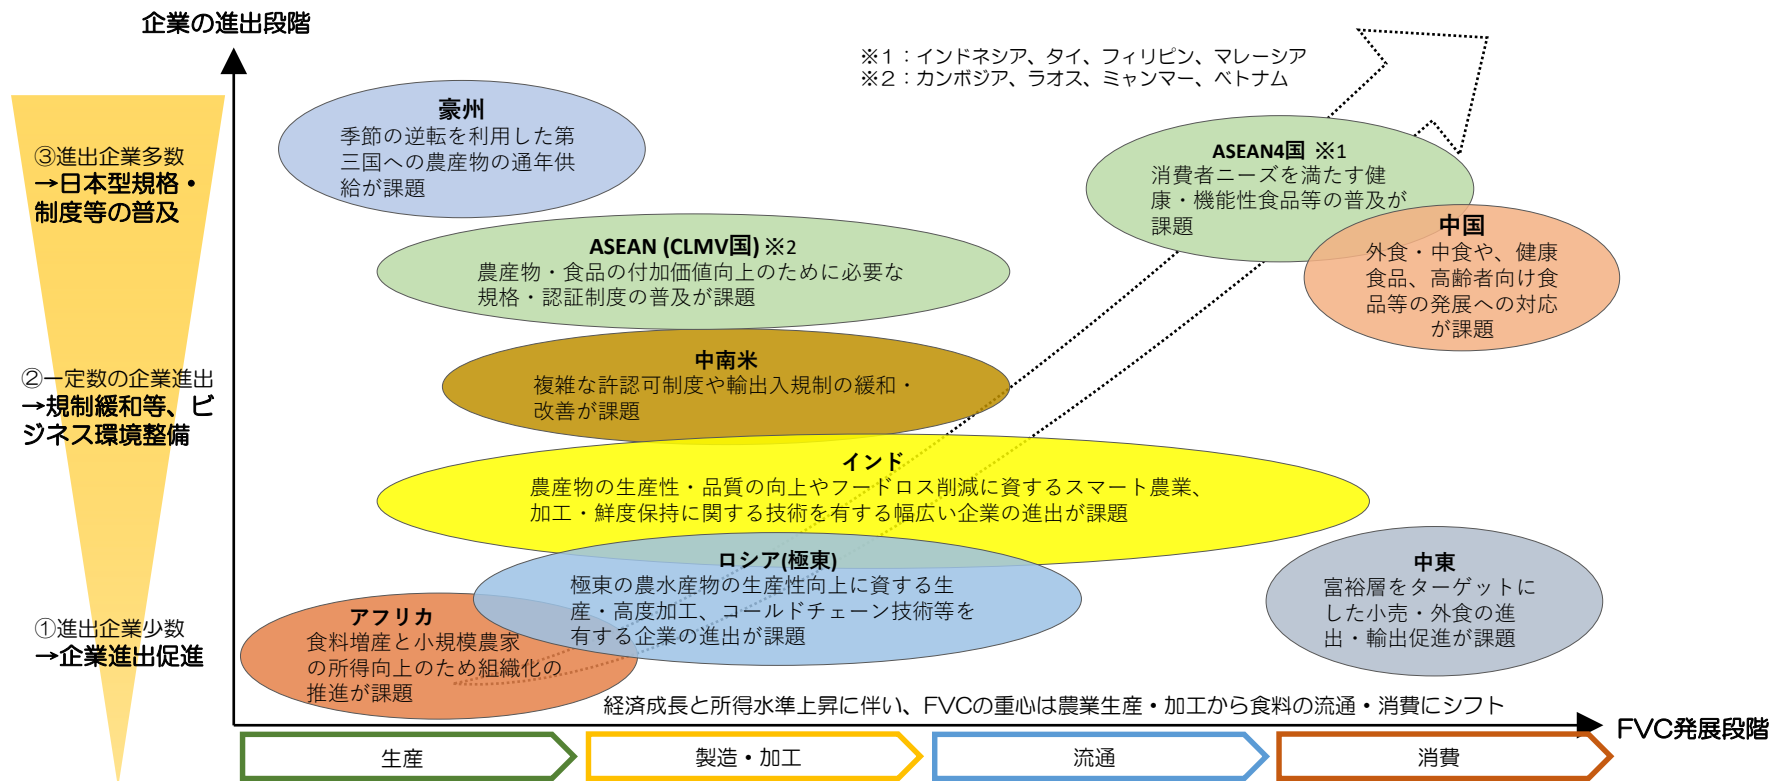 企業の進出段階
※1：インドネシア、タイ、フィリピン、マレーシア
※2：カンボジア、ラオス、ミャンマー、ベトナム
③進出企業多数
→日本型規格・
制度等の普及
②一定数の企業進出
→規制緩和等、ビ
ジネス環境整備
①進出企業少数
→企業進出促進
豪州
季節の逆転を利用した第
三国への農産物の通年供
給が課題
ASEAN4国 ※1
消費者ニーズを満たす健
康・機能性食品等の普及が
課題
中国
外食・中食や、健康
食品、高齢者向け食
品等の発展への対応
が課題
ASEAN (CLMV国) ※2
農産物・食品の付加価値向上のために必要な
規格・認証制度の普及が課題
中南米
複雑な許認可制度や輸出入規制の緩和・
改善が課題
インド
農産物の生産性・品質の向上やフードロス削減に資するスマート農業、
加工・鮮度保持に関する技術を有する幅広い企業の進出が課題
ロシア(極東)
極東の農水産物の生産性向上に資する生
産・高度加工、コールドチェーン技術等を
有する企業の進出が課題
中東
富裕層をターゲットに
した小売・外食の進
出・輸出促進が課題
アフリカ
食料増産と小規模農家
の所得向上のため組織化の
推進が課題
経済成長と所得水準上昇に伴い、FVCの重心は農業生産・加工から食料の流通・消費にシフト
FVC発展段階
生産
製造・加工
流通
消費